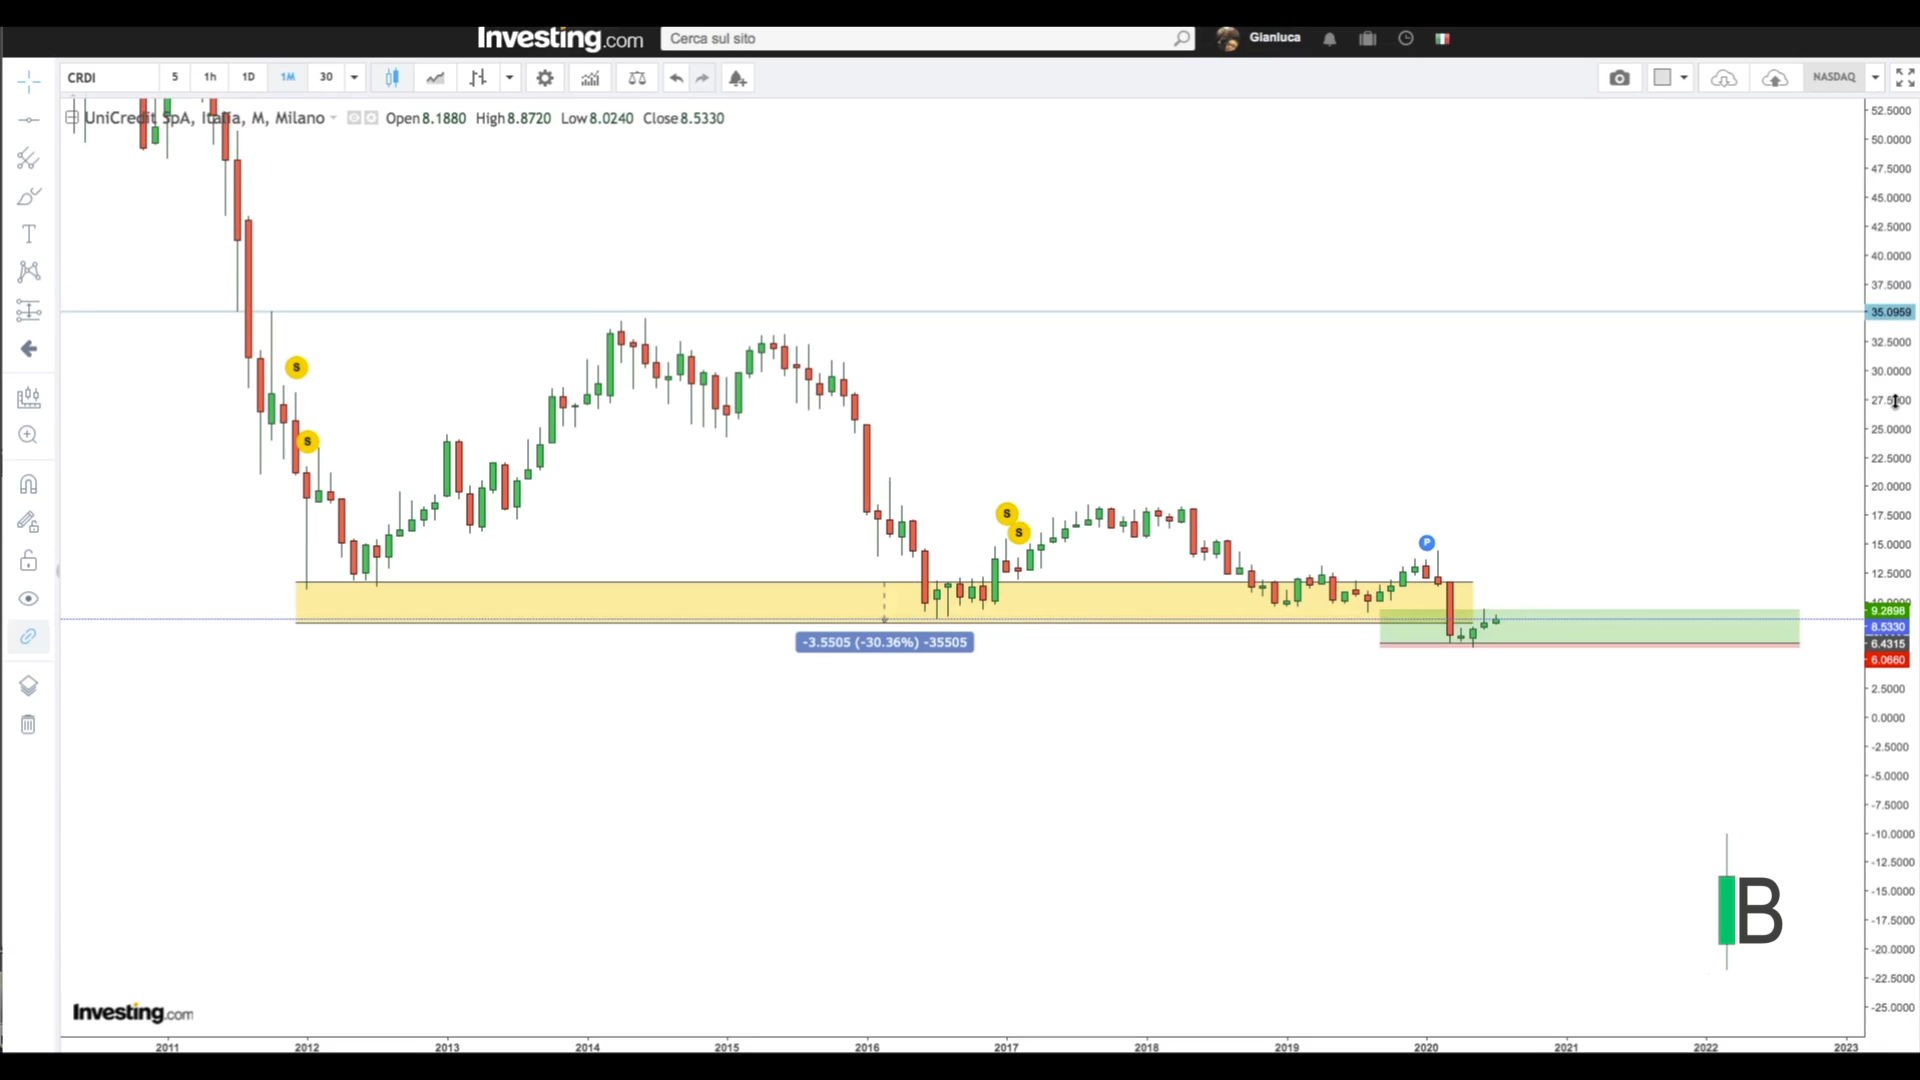 Investing.com
Cerca sul sito
Gianluca
CRDI
5
1h
1D
1M
30
NASDAQ
UniCredit SpA, Italia, M, Milano
Open 8.1880 High 8.8720 Low 8.0240 Close 8.5330
52.5000
50.0000
47.5000
45.0000
42.5000
40.0000
37.5000
35.0959
32.5000
30.0000
25.0000
22.5000
20.0000
17.5000
15.0000
12.5000
9.2898
8.5330
6.4315
6.0660
2.5000
0.0000
-2.5000
-5.0000
-7.5000
-10.0000
-12.5000
-15.0000
-17.5000
-20.0000
-22.5000
-25.0000
S
S
S
S
P
-3.5505 (-30.36%) -35505
B
Investing.com
2011
2012
2013
2014
2015
2016
2017
2018
2019
2020
2021
2022
2023